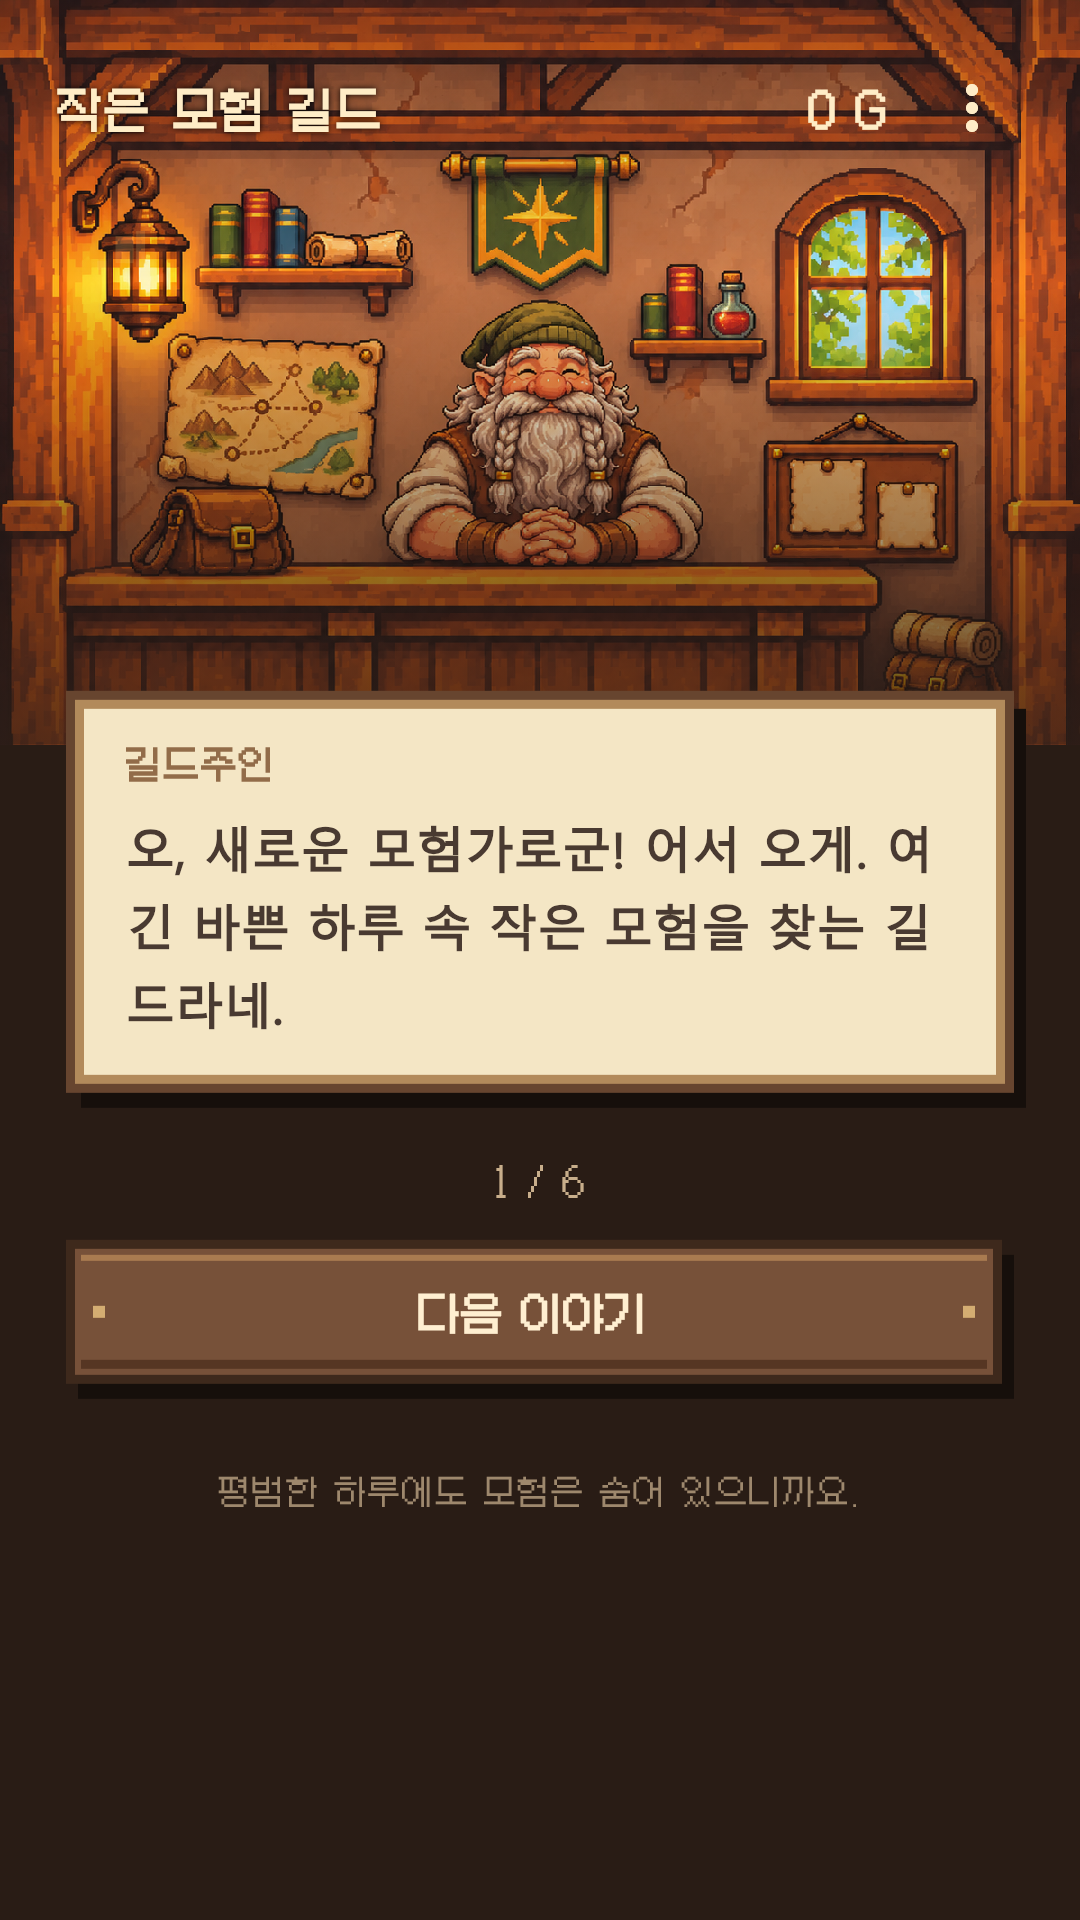 작은 모험 길드
0 G
길드주인
오, 새로운 모험가로군! 어서 오게. 여
긴 바쁜 하루 속 작은 모험을 찾는 길
드라네.
1 / 6
다음 이야기
평범한 하루에도 모험은 숨어 있으니까요.